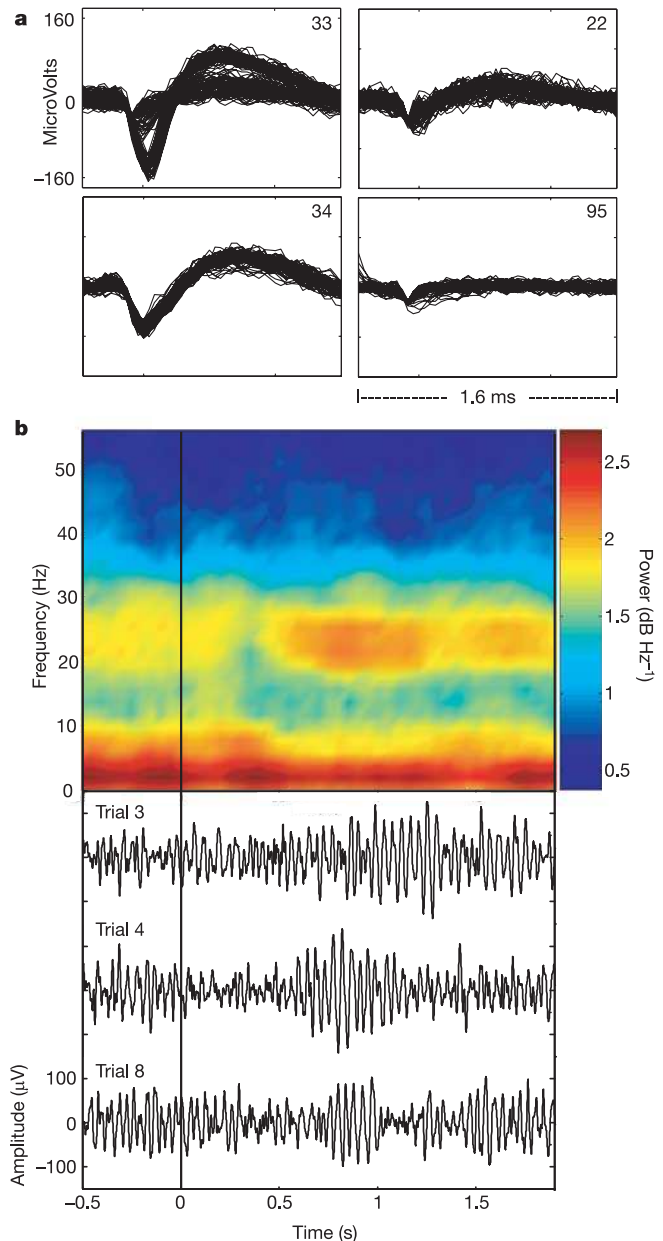 a
160
MicroVolts
0
−160
33
22
34
95
1.6 ms
b
50
40
Frequency (Hz)
30
20
10
0
2.5
2
1.5
1
0.5
Power (dB Hz⁻¹)
Trial 3
Trial 4
Trial 8
Amplitude (μV)
100
0
−100
−0.5 0 0.5 1 1.5
Time (s)